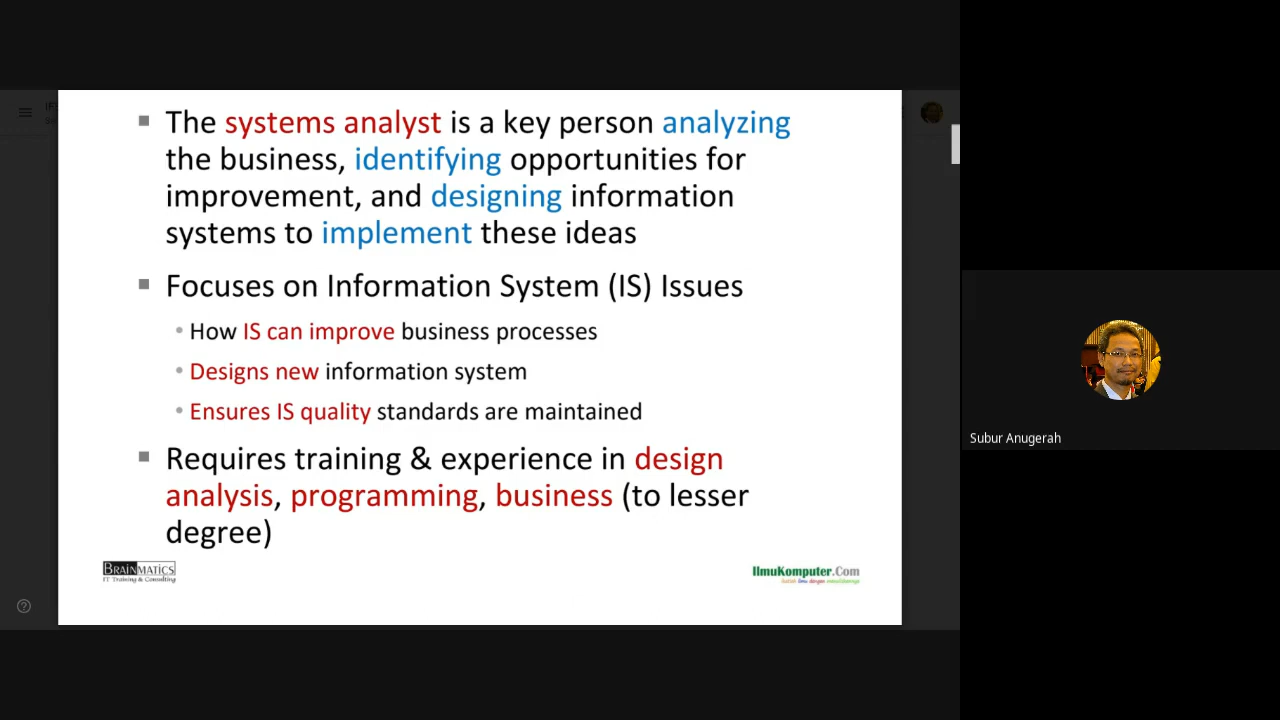 The systems analyst is a key person analyzing
the business, identifying opportunities for
improvement, and designing information
systems to implement these ideas
Focuses on Information System (IS) Issues
How IS can improve business processes
Designs new information system
Ensures IS quality standards are maintained
Requires training & experience in design
analysis, programming, business (to lesser
degree)
BRAINMATICS
IT Training & Consulting
IlmuKomputer.Com
Subur Anugerah